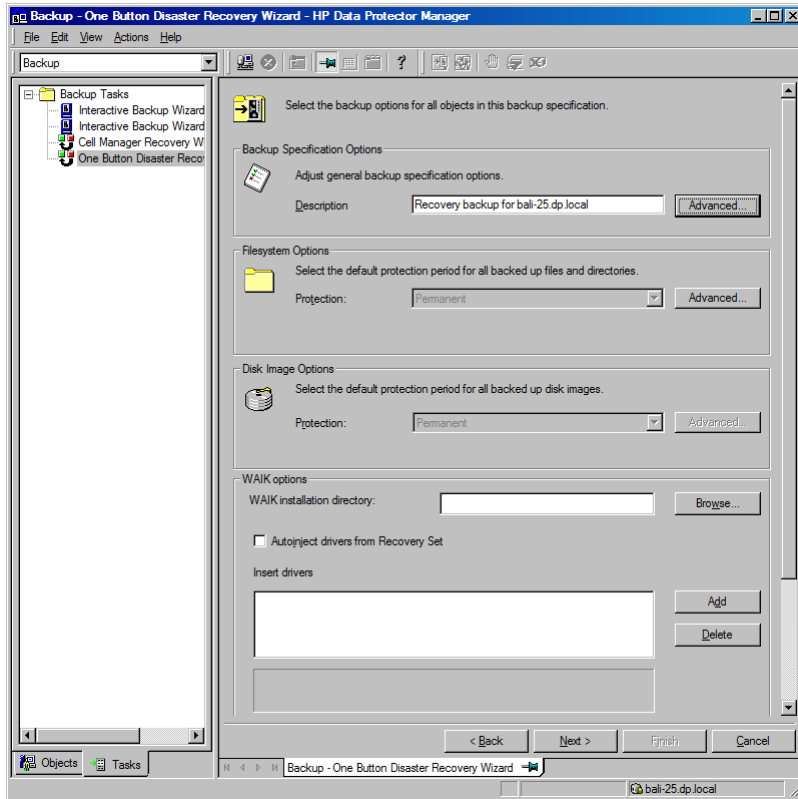 Backup - One Button Disaster Recovery Wizard - HP Data Protector Manager
File Edit View Actions Help
Backup
Backup Tasks
Interactive Backup Wizard
Interactive Backup Wizard
Cell Manager Recovery W
One Button Disaster Reco
Select the backup options for all objects in this backup specification.
Backup Specification Options
Adjust general backup specification options.
Description Recovery backup for bali-25.dp.local Advanced...
Filesystem Options
Select the default protection period for all backed up files and directories.
Protection: Permanent Advanced...
Disk Image Options
Select the default protection period for all backed up disk images.
Protection: Permanent Advanced...
WAIK options
WAIK installation directory: Browse...
Autoinject drivers from Recovery Set
Insert drivers
Add
Delete
< Back Next > Finish Cancel
Objects Tasks
Backup - One Button Disaster Recovery Wizard
bali-25.dp.local